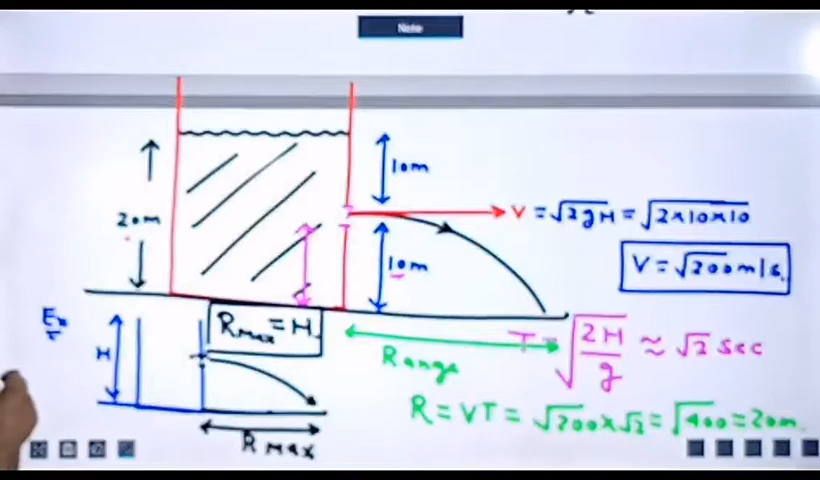 Note
10m
20m
V = √2gH = √2×10×10
10m
V = √200 m/s.
Ex
H
RMax = H.
Range
T = √2H/g ≈ √2 sec
R = VT = √200×√2 = √400 = 20m.
R Max